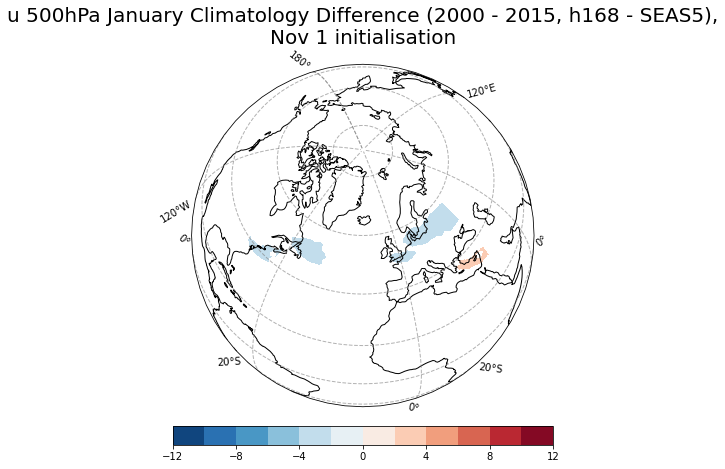 u 500hPa January Climatology Difference (2000 - 2015, h168 - SEAS5),
Nov 1 initialisation
180°
120°E
120°W
0°
0°
20°S
20°S
0°
−12 −8 −4 0 4 8 12